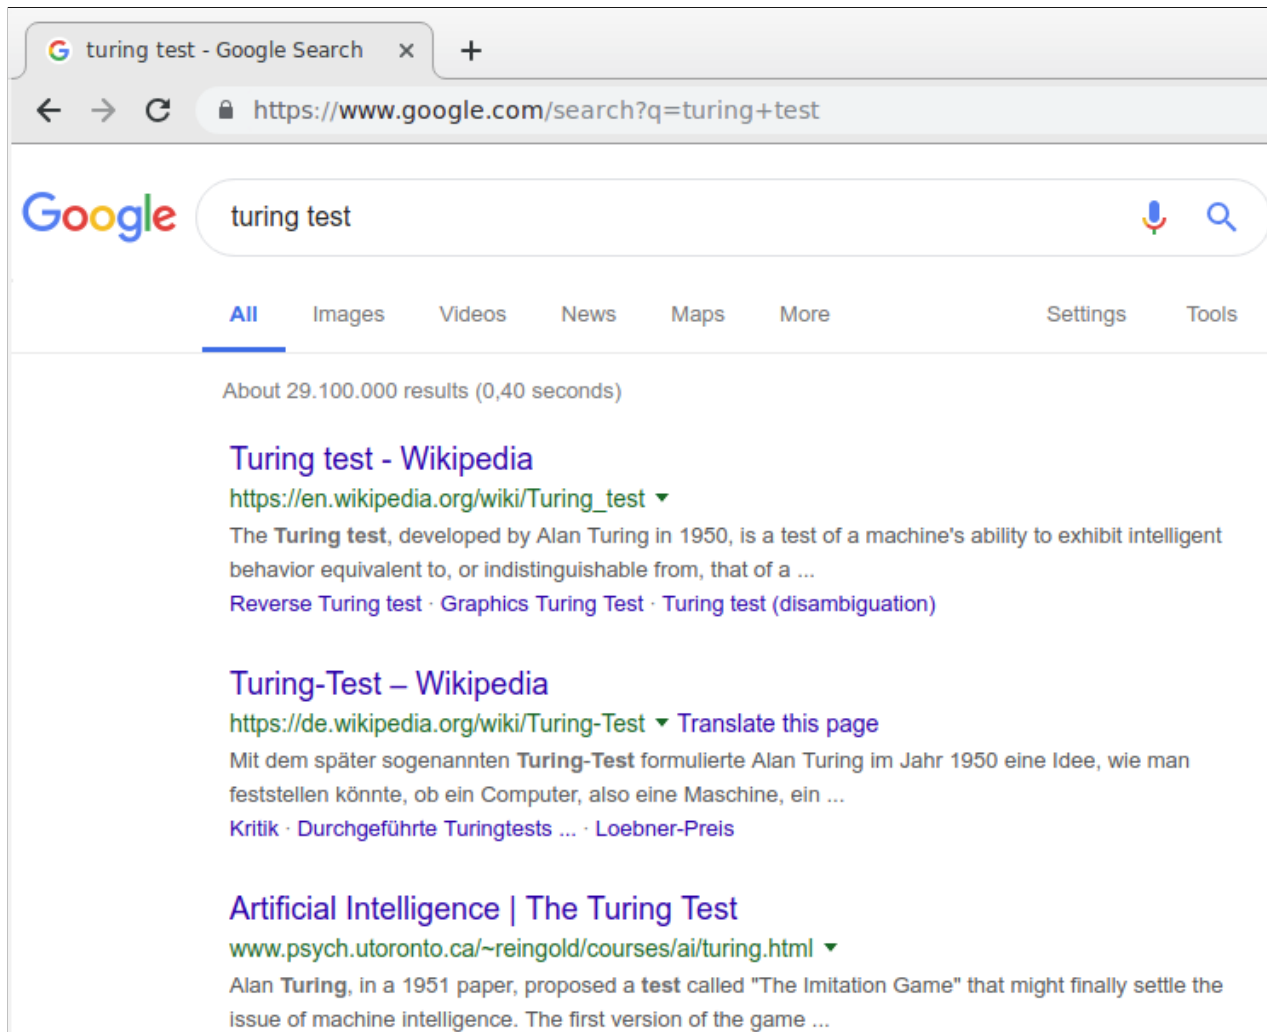 turing test - Google Search
https://www.google.com/search?q=turing+test
Google
turing test
All Images Videos News Maps More Settings Tools
About 29.100.000 results (0,40 seconds)
Turing test - Wikipedia
https://en.wikipedia.org/wiki/Turing_test
The Turing test, developed by Alan Turing in 1950, is a test of a machine's ability to exhibit intelligent
behavior equivalent to, or indistinguishable from, that of a ...
Reverse Turing test · Graphics Turing Test · Turing test (disambiguation)
Turing-Test – Wikipedia
https://de.wikipedia.org/wiki/Turing-Test Translate this page
Mit dem später sogenannten Turing-Test formulierte Alan Turing im Jahr 1950 eine Idee, wie man
feststellen könnte, ob ein Computer, also eine Maschine, ein ...
Kritik · Durchgeführte Turingtests ... · Loebner-Preis
Artificial Intelligence | The Turing Test
www.psych.utoronto.ca/~reingold/courses/ai/turing.html
Alan Turing, in a 1951 paper, proposed a test called "The Imitation Game" that might finally settle the
issue of machine intelligence. The first version of the game ...